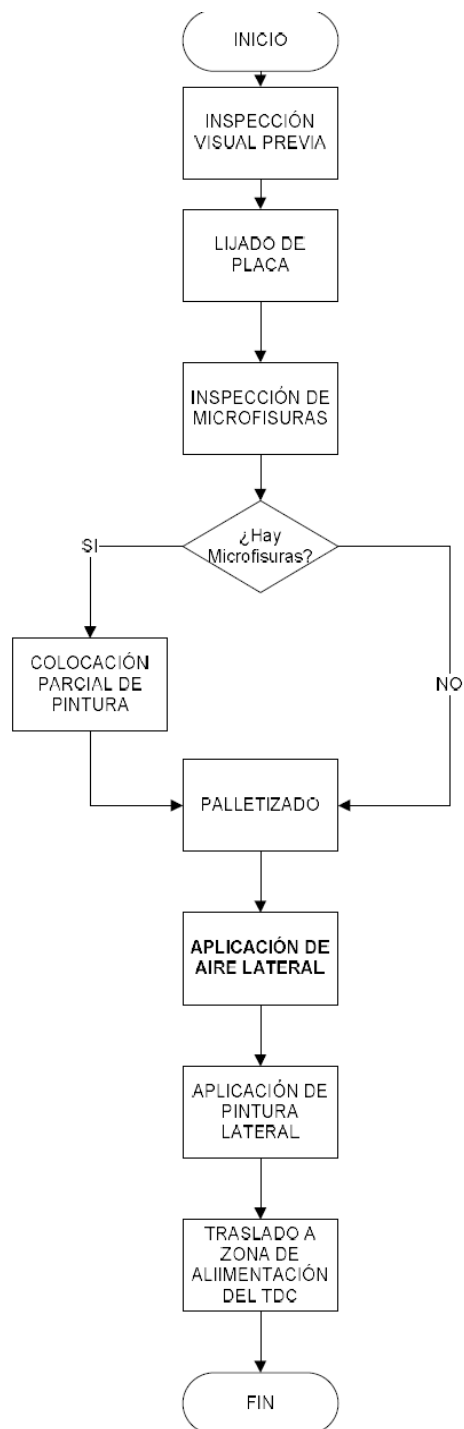 INICIO
INSPECCIÓN
VISUAL PREVIA
LIJADO DE
PLACA
INSPECCIÓN DE
MICROFISURAS
¿Hay
Microfisuras?
SI
COLOCACIÓN
PARCIAL DE
PINTURA
NO
PALLETIZADO
APLICACIÓN DE
AIRE LATERAL
APLICACIÓN DE
PINTURA
LATERAL
TRASLADO A
ZONA DE
ALIIMENTACIÓN
DEL TDC
FIN